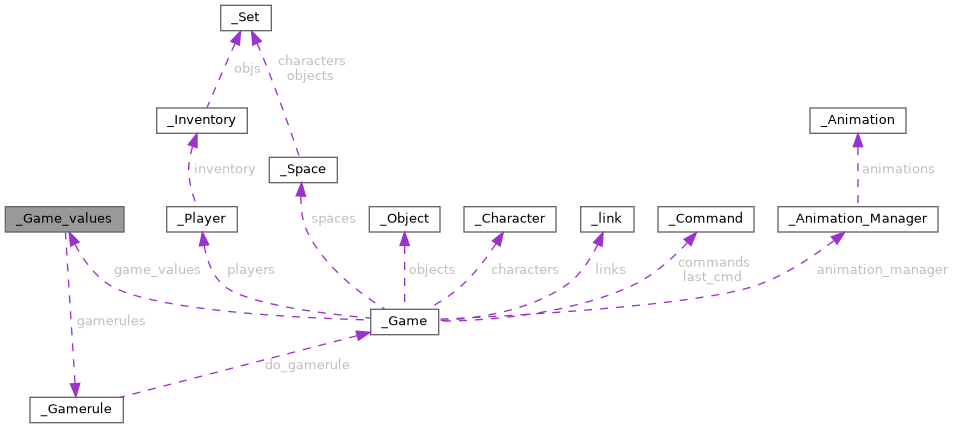 _Set
objs
characters
objects
_Inventory
_Animation
inventory
_Space
animations
_Game_values
_Player
spaces
_Object
_Character
_link
_Command
_Animation_Manager
game_values
players
objects
characters
links
commands
last_cmd
animation_manager
gamerules
_Game
do_gamerule
_Gamerule